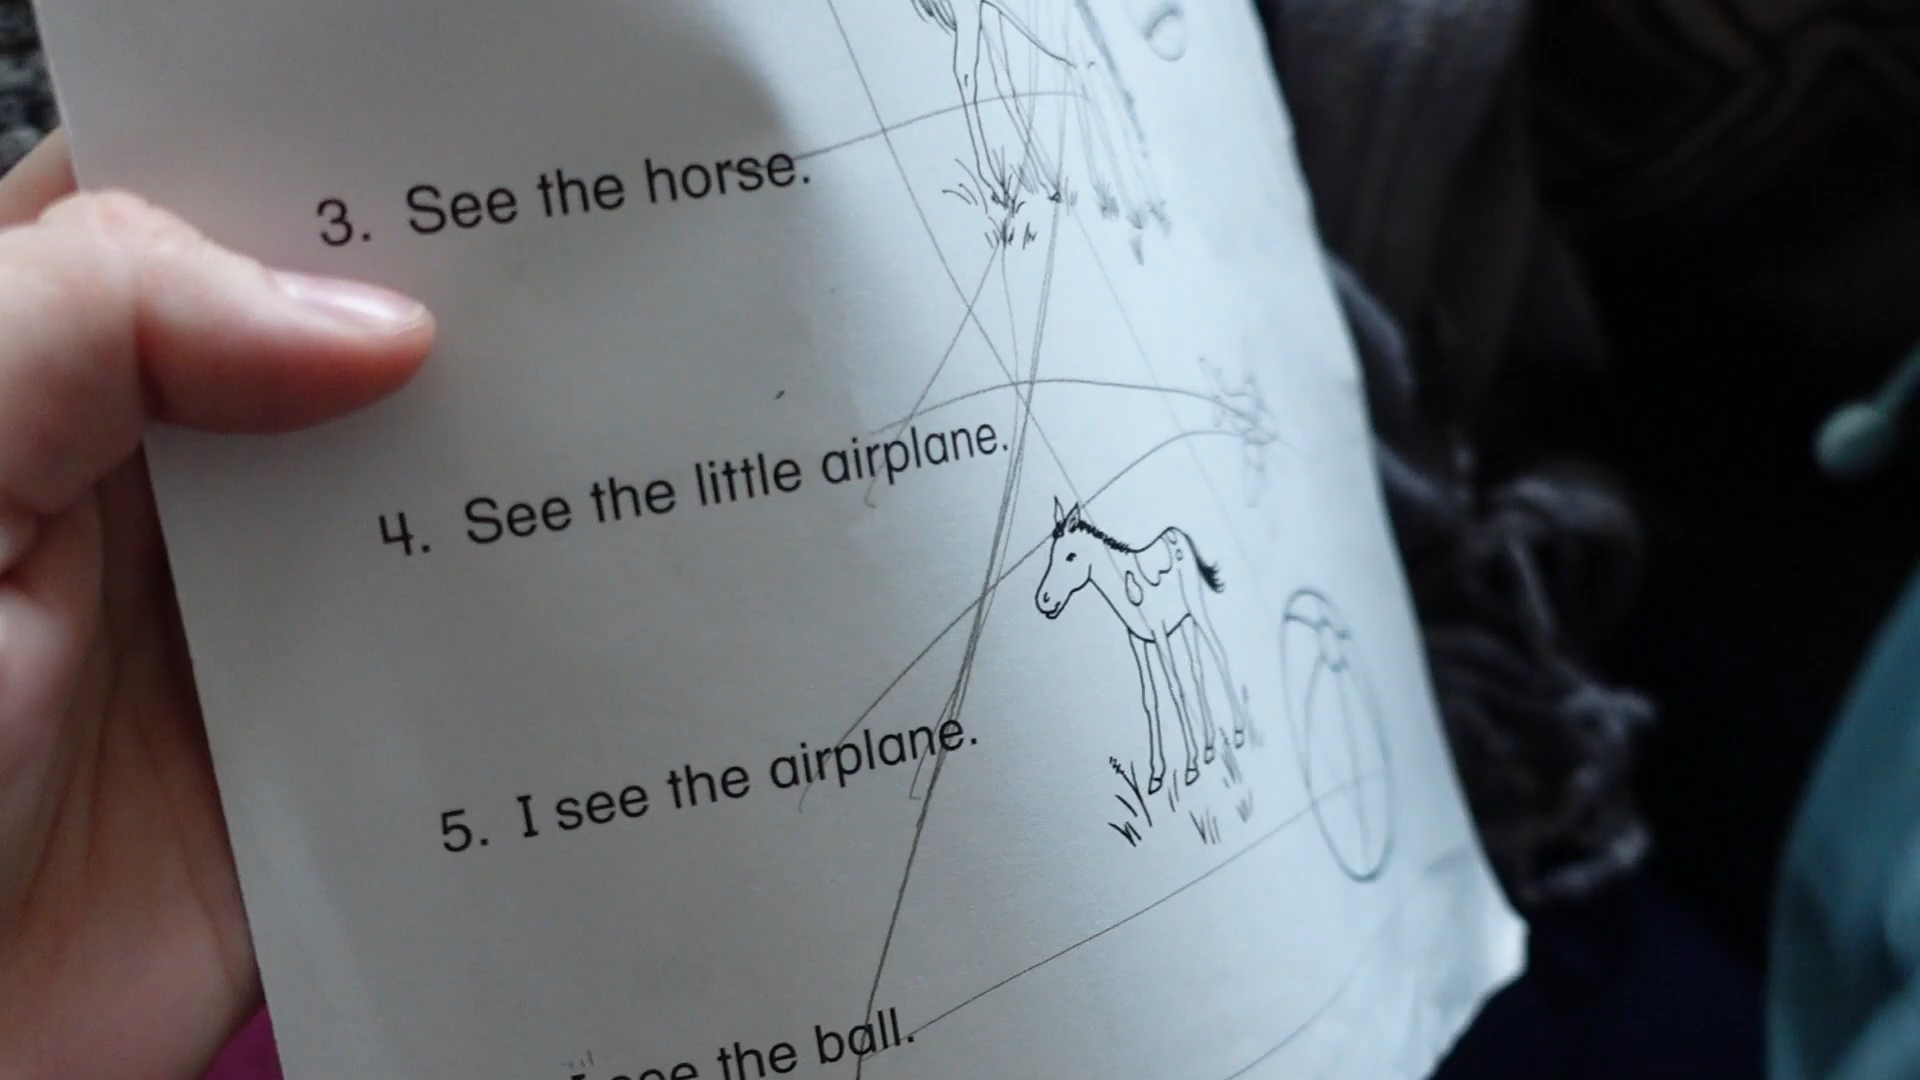 3. See the horse.
4. See the little airplane.
5. I see the airplane.
I see the ball.